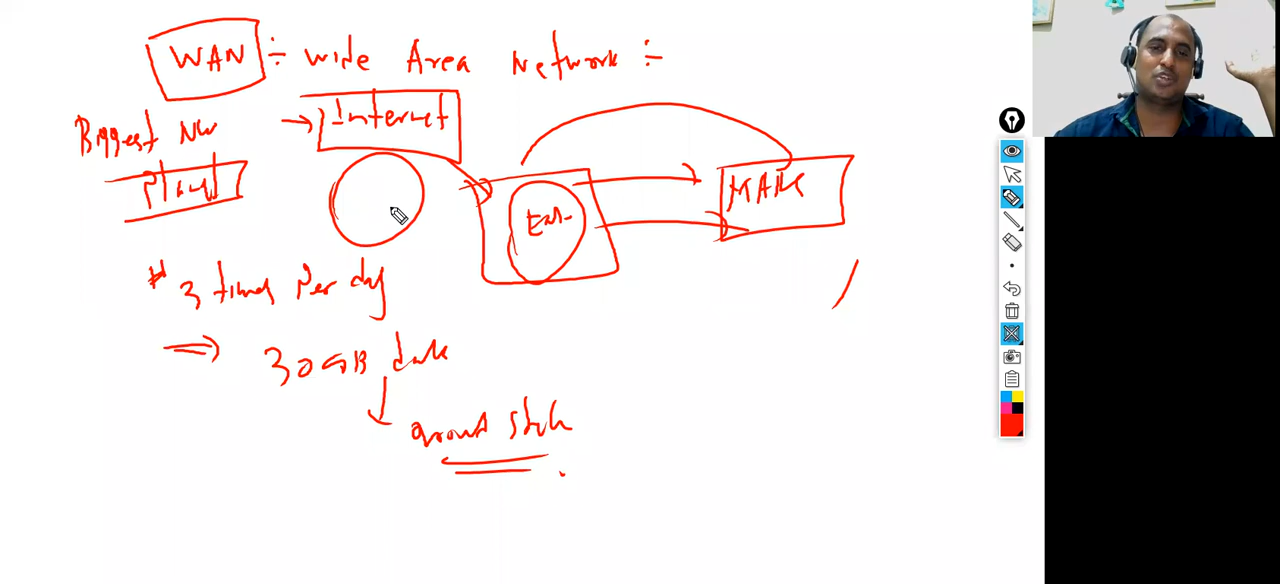 WAN ÷ wide Area Network ÷
Biggest NW
→ Internet
Planet
Earth
MARS
* 3 times Per day
⇒ 30 GB data
ground station